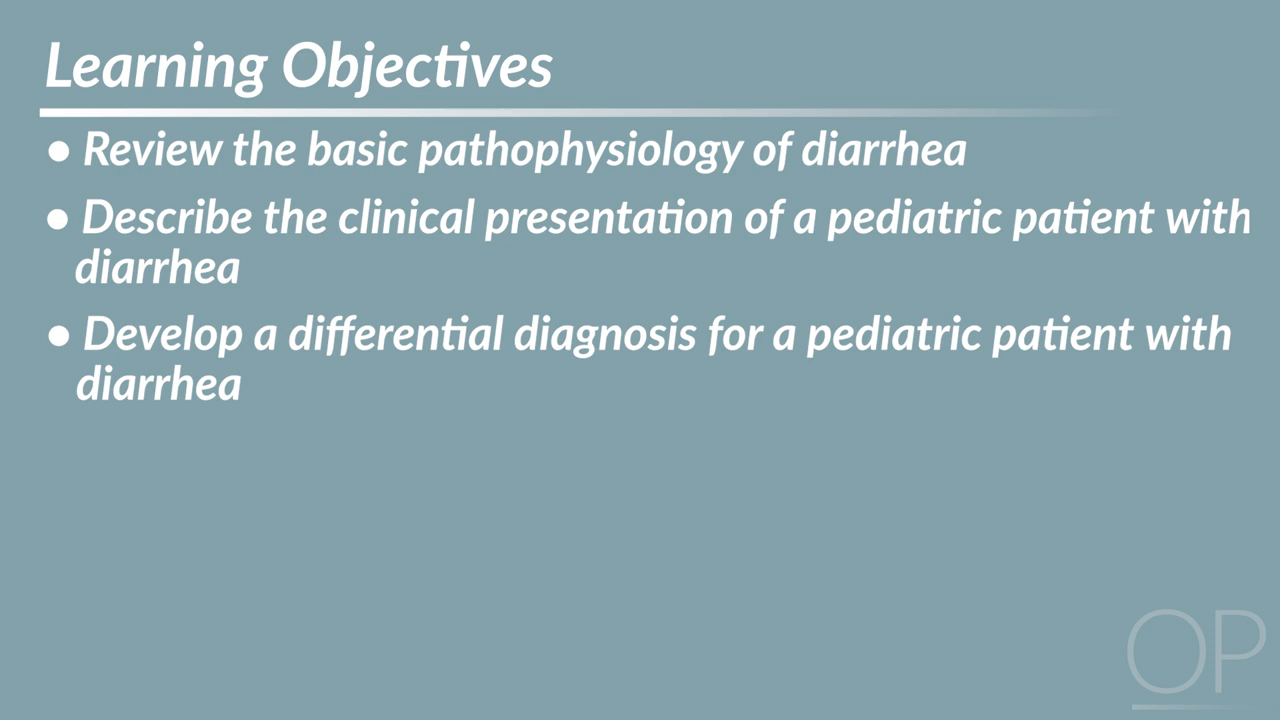 Learning Objectives
● Review the basic pathophysiology of diarrhea
● Describe the clinical presentation of a pediatric patient with
diarrhea
● Develop a differential diagnosis for a pediatric patient with
diarrhea
OP